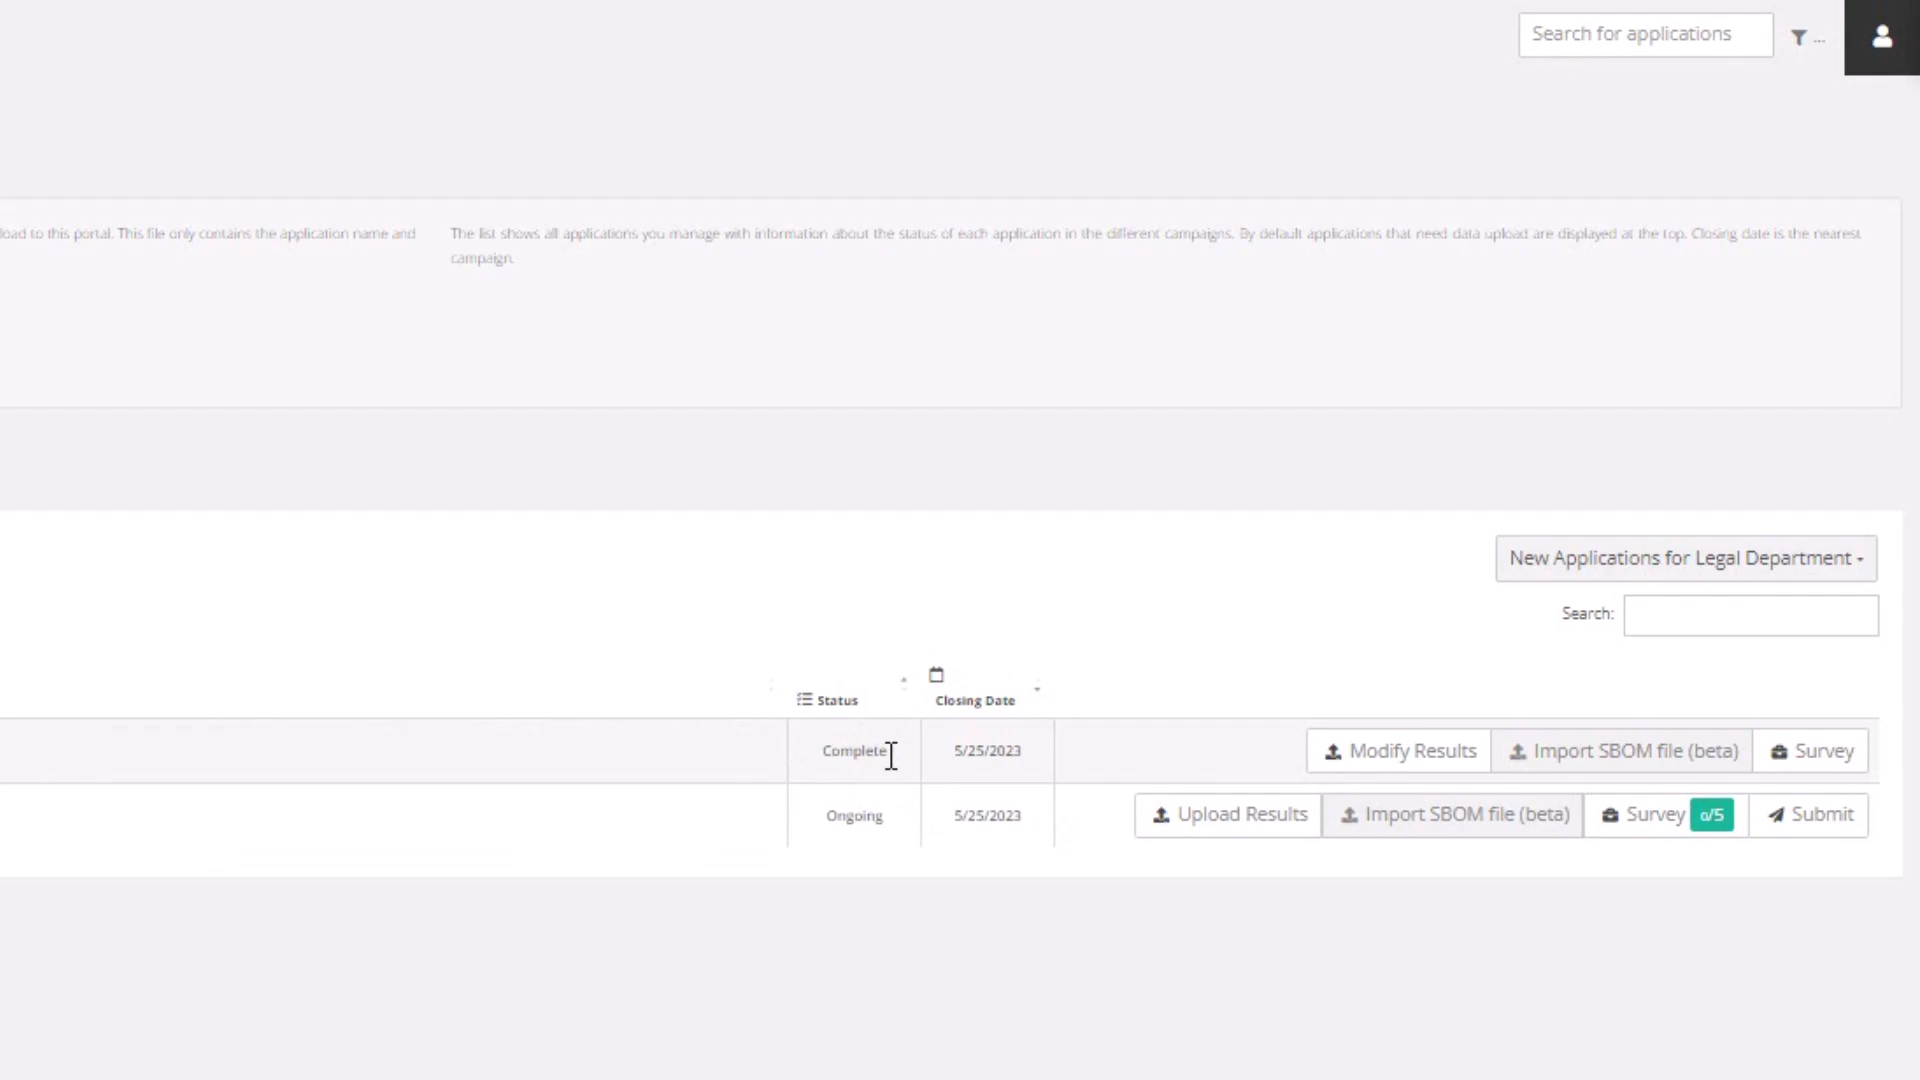 Search for applications
...
load to this portal. This file only contains the application name and
The list shows all applications you manage with information about the status of each application in the different campaigns. By default applications that need data upload are displayed at the top. Closing date is the nearest
campaign.
New Applications for Legal Department
Search:
Status
Closing Date
Complete 5/25/2023 Modify Results Import SBOM file (beta) Survey
Ongoing 5/25/2023 Upload Results Import SBOM file (beta) Survey 0/5 Submit